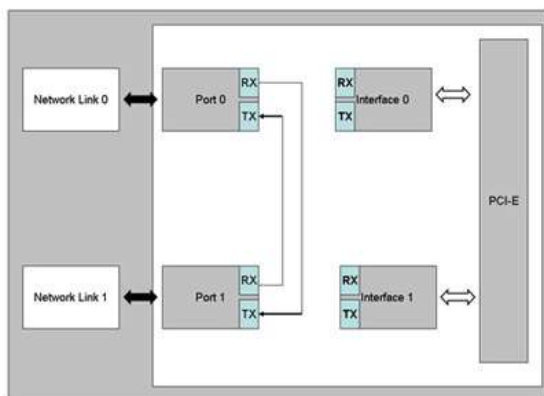 Network Link 0
Port 0
RX
TX
RX
TX
Interface 0
PCI-E
Network Link 1
Port 1
RX
TX
RX
TX
Interface 1